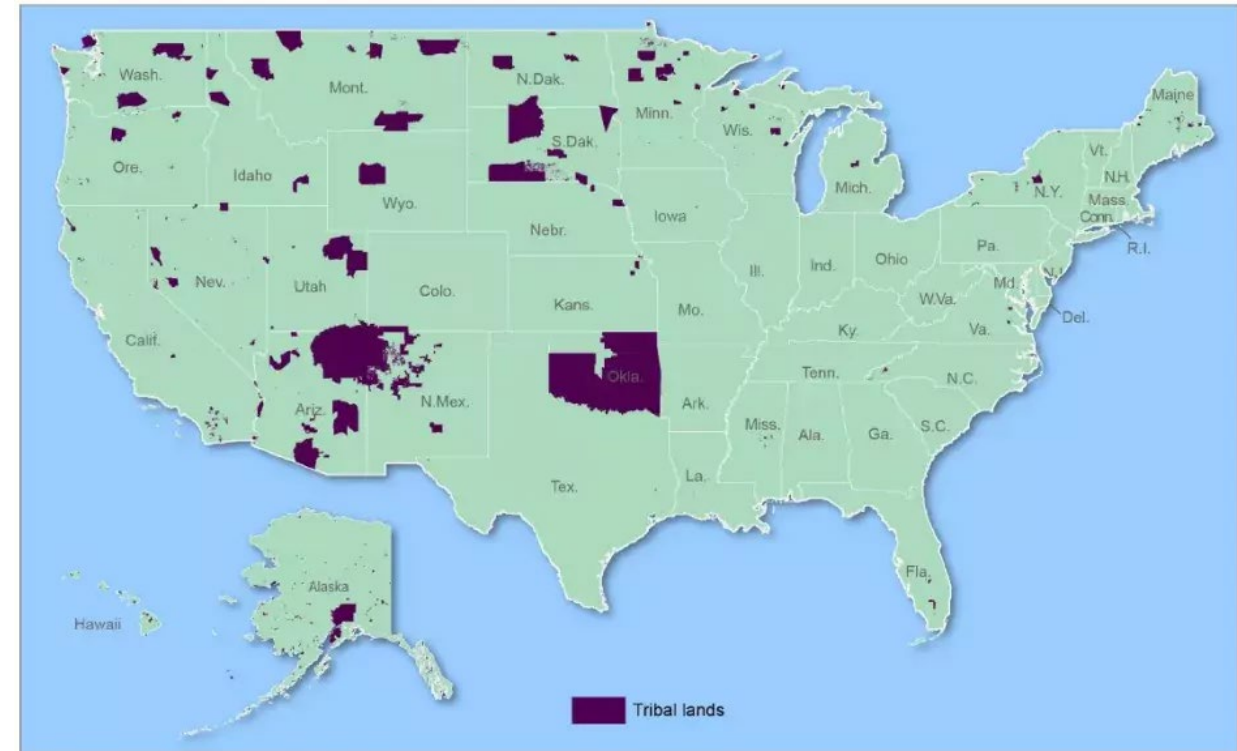 Wash.
Mont.
N.Dak.
Minn.
Maine
Ore.
Idaho
S.Dak.
Wis.
Vt.
N.H.
Wyo.
Mich.
N.Y.
Mass.
Conn.
R.I.
Nebr.
Iowa
Pa.
Nev.
Utah
Colo.
Ill.
Ind.
Ohio
Md.
N.J.
Kans.
Mo.
W.Va.
Del.
Calif.
Ky.
Va.
Okla.
Tenn.
N.C.
Ariz.
N.Mex.
Ark.
Miss.
Ala.
Ga.
S.C.
Tex.
La.
Fla.
Alaska
Hawaii
Tribal lands